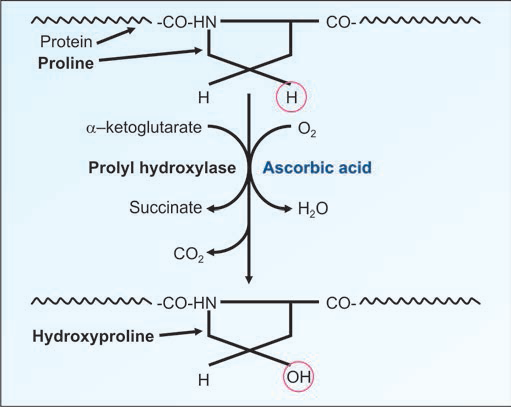 -CO-HN CO-
Protein
Proline
H H
α–ketoglutarate O₂
Prolyl hydroxylase Ascorbic acid
Succinate H₂O
CO₂
-CO-HN CO-
Hydroxyproline
H OH